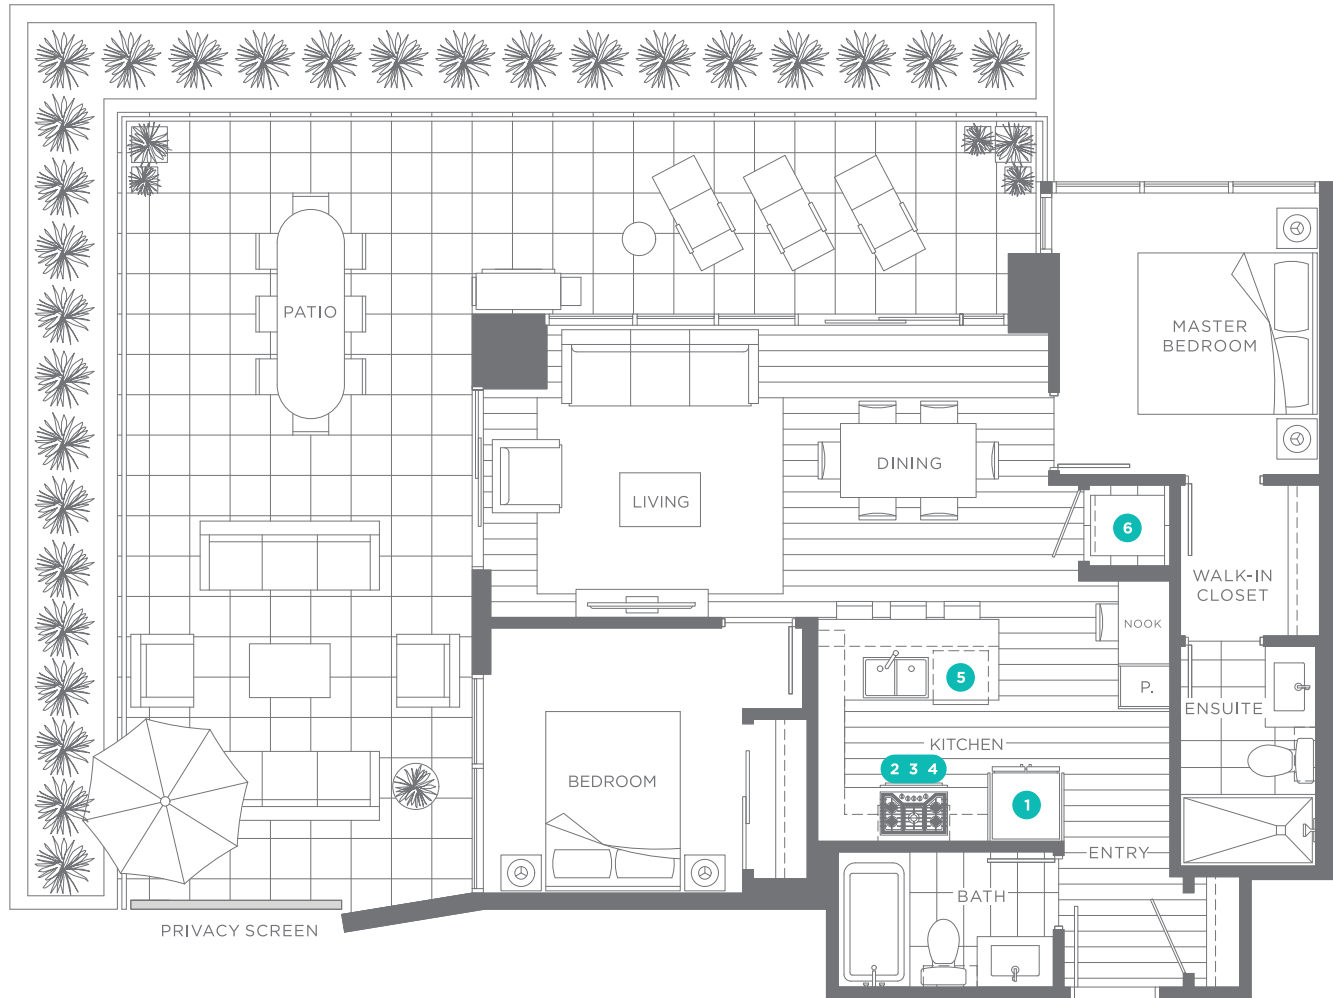 PATIO
MASTER
BEDROOM
DINING
LIVING
6
WALK-IN
CLOSET
NOOK
5
P.
ENSUITE
KITCHEN
2 3 4
BEDROOM
1
ENTRY
BATH
PRIVACY SCREEN